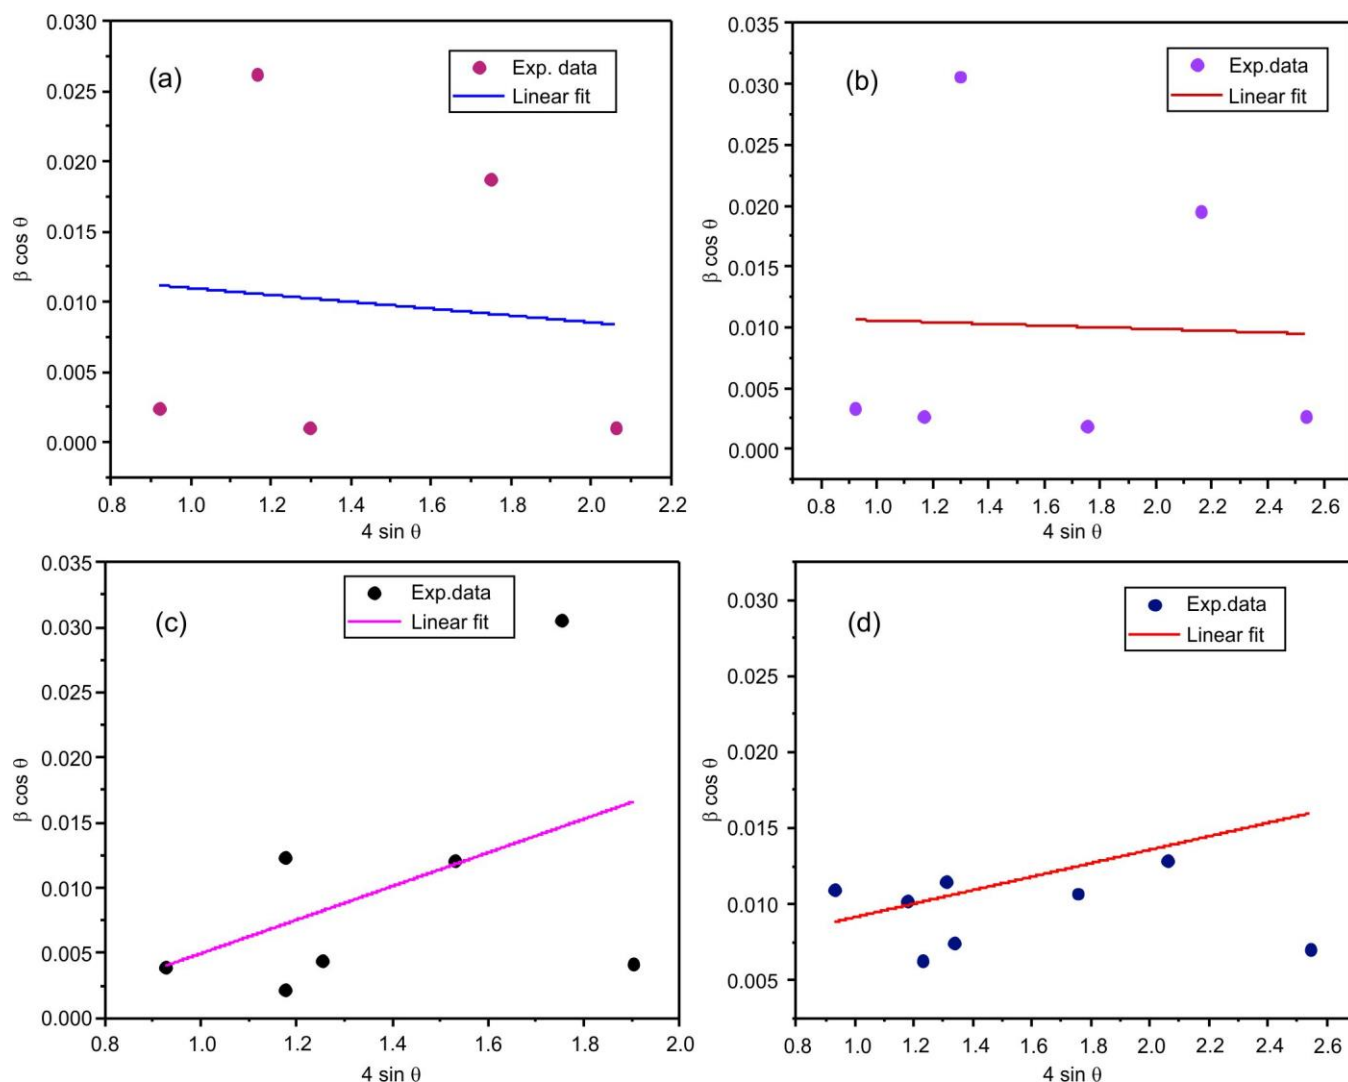 (a)
Exp. data
Linear fit
0.030
0.025
0.020
0.015
0.010
0.005
0.000
β cos θ
0.8 1.0 1.2 1.4 1.6 1.8 2.0 2.2
4 sin θ
(b)
Exp.data
Linear fit
0.035
0.030
0.025
0.020
0.015
0.010
0.005
0.000
β cos θ
0.8 1.0 1.2 1.4 1.6 1.8 2.0 2.2 2.4 2.6
4 sin θ
(c)
Exp.data
Linear fit
0.035
0.030
0.025
0.020
0.015
0.010
0.005
0.000
β cos θ
0.8 1.0 1.2 1.4 1.6 1.8 2.0
4 sin θ
(d)
Exp.data
Linear fit
0.030
0.025
0.020
0.015
0.010
0.005
β cos θ
0.8 1.0 1.2 1.4 1.6 1.8 2.0 2.2 2.4 2.6
4 sin θ